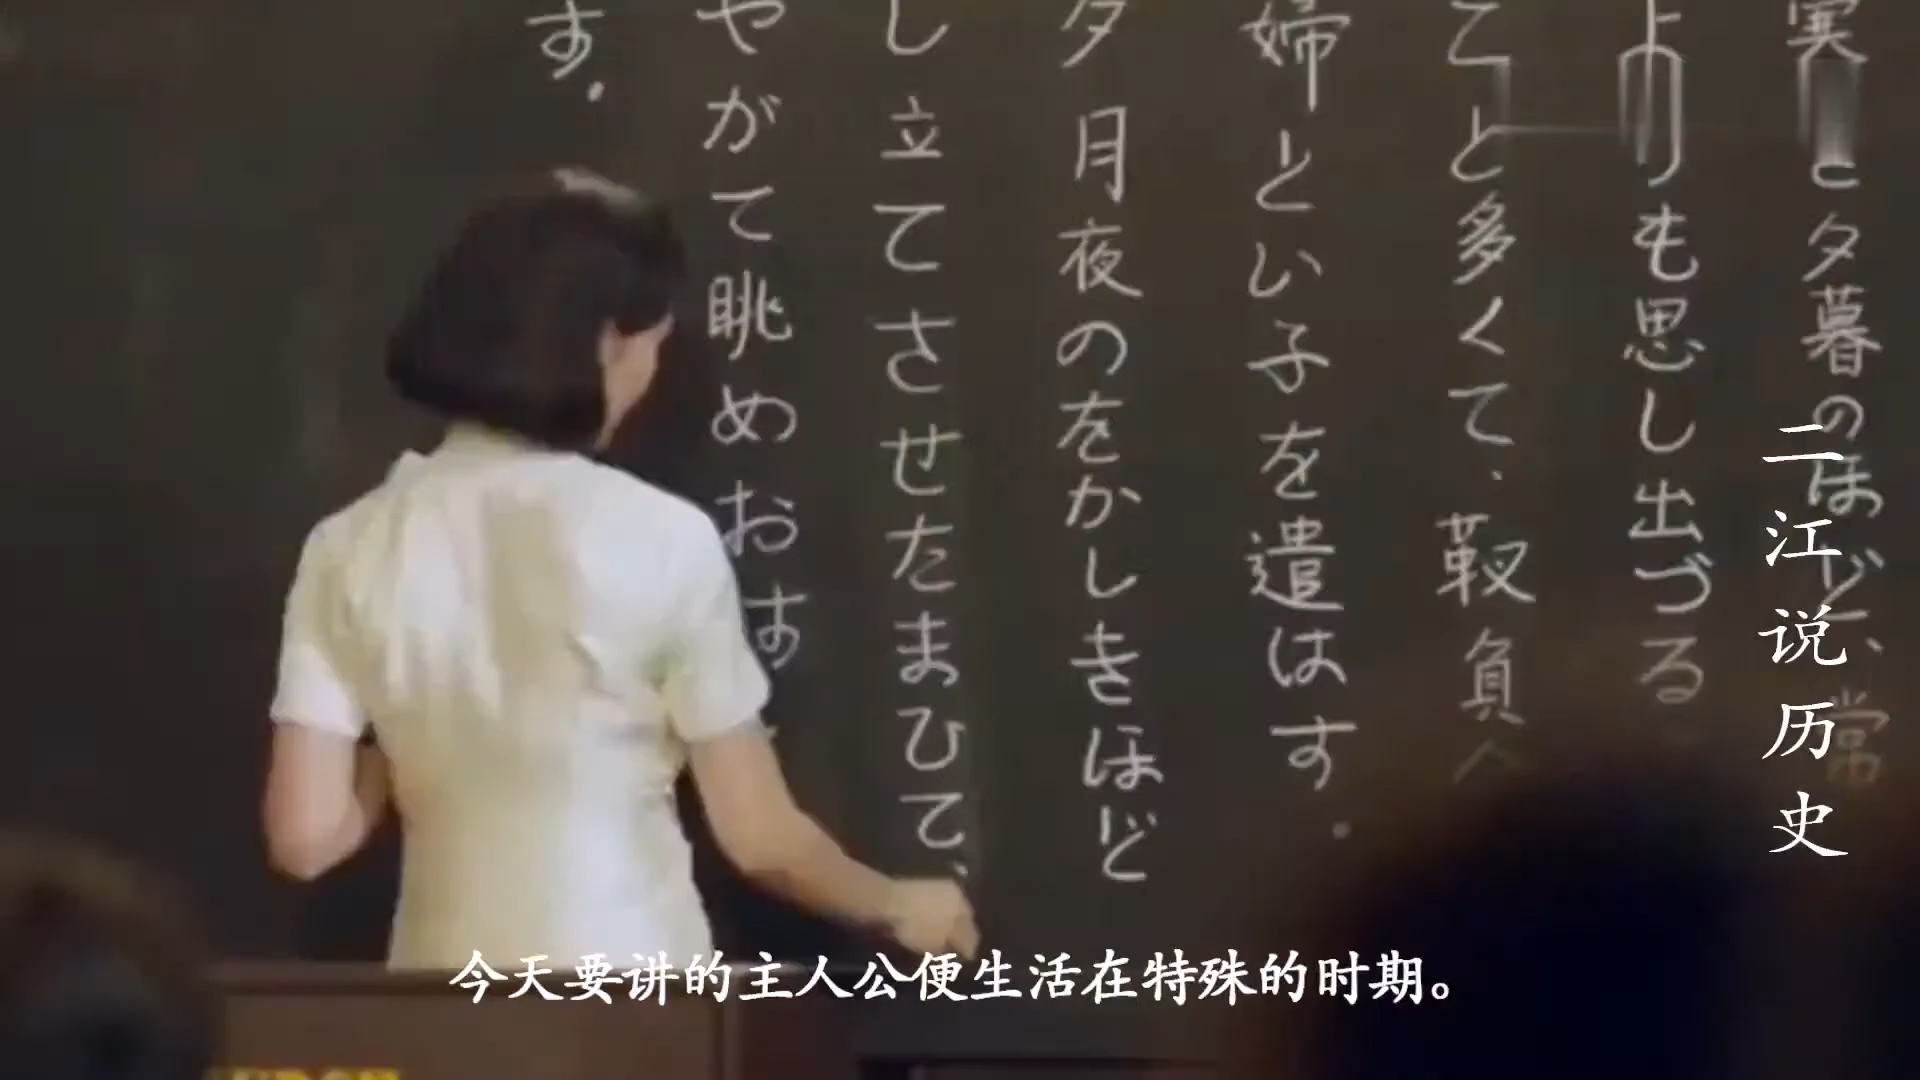 寒
と夕暮のほど、常
よりも思し出づる
こと多くて、靫負
婦といふ子を遣はす。
夕月夜のをかしきほど
し立てさせたまひて、
やがて眺めおは
す。
二江说历史
今天要讲的主人公便生活在特殊的时期。